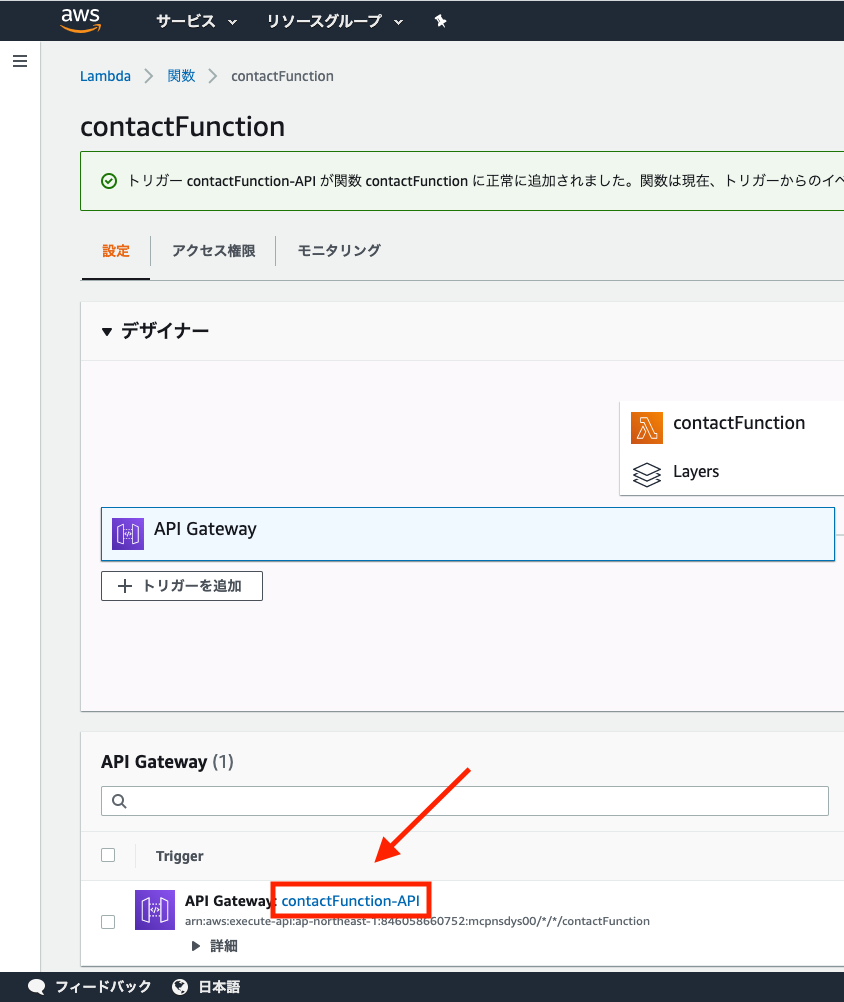 aws サービス リソースグループ
Lambda 関数 contactFunction
contactFunction
トリガー contactFunction-API が関数 contactFunction に正常に追加されました。関数は現在、トリガーからのイベ
設定 アクセス権限 モニタリング
デザイナー
contactFunction
Layers
API Gateway
トリガーを追加
API Gateway (1)
Trigger
API Gateway: contactFunction-API
arn:aws:execute-api:ap-northeast-1:846058660752:mcpnsdys00/*/*/contactFunction
詳細
フィードバック 日本語